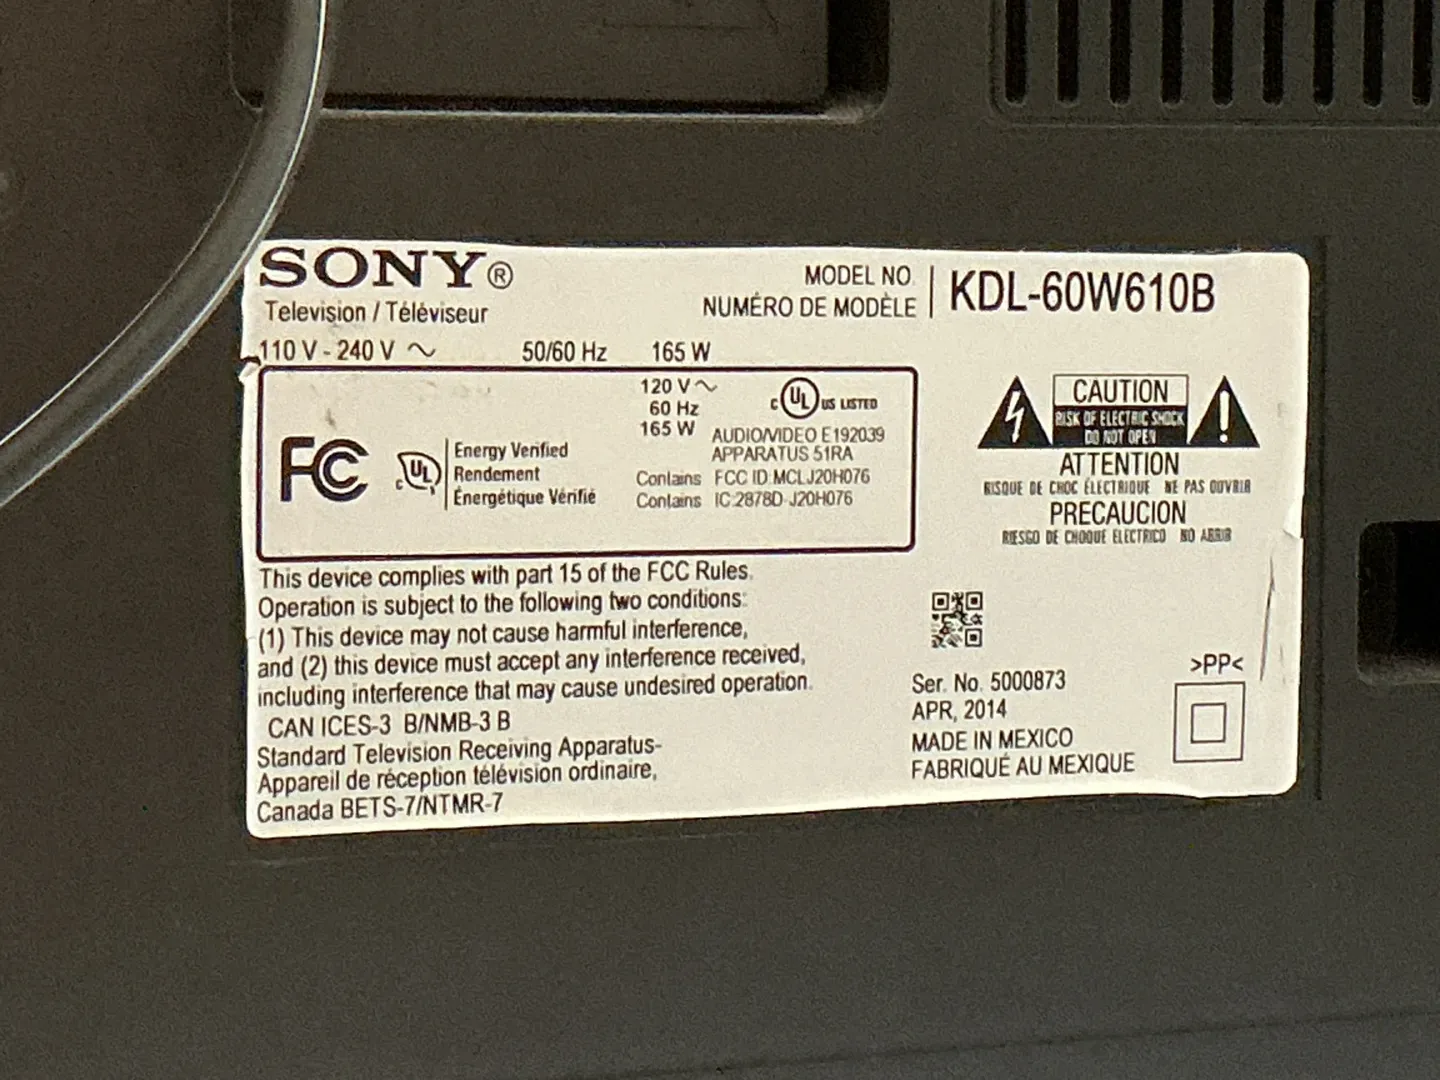 SONY®
Television / Téléviseur
MODEL NO.
NUMÉRO DE MODÈLE
KDL-60W610B
110 V - 240 V ~ 50/60 Hz 165 W
120 V ~
60 Hz
165 W
c UL US LISTED
AUDIO/VIDEO E192039
APPARATUS 51RA
FC
c UL
Energy Verified
Rendement
Énergétique Vérifié
Contains FCC ID:MCLJ20H076
Contains IC:2878D-J20H076
CAUTION
RISK OF ELECTRIC SHOCK
DO NOT OPEN
ATTENTION
RISQUE DE CHOC ÉLECTRIQUE NE PAS OUVRIR
PRECAUCION
RIESGO DE CHOQUE ELECTRICO NO ABRIR
This device complies with part 15 of the FCC Rules.
Operation is subject to the following two conditions:
(1) This device may not cause harmful interference,
and (2) this device must accept any interference received,
including interference that may cause undesired operation.
CAN ICES-3 B/NMB-3 B
Standard Television Receiving Apparatus-
Appareil de réception télévision ordinaire,
Canada BETS-7/NTMR-7
Ser. No. 5000873
APR, 2014
MADE IN MEXICO
FABRIQUÉ AU MEXIQUE
>PP<